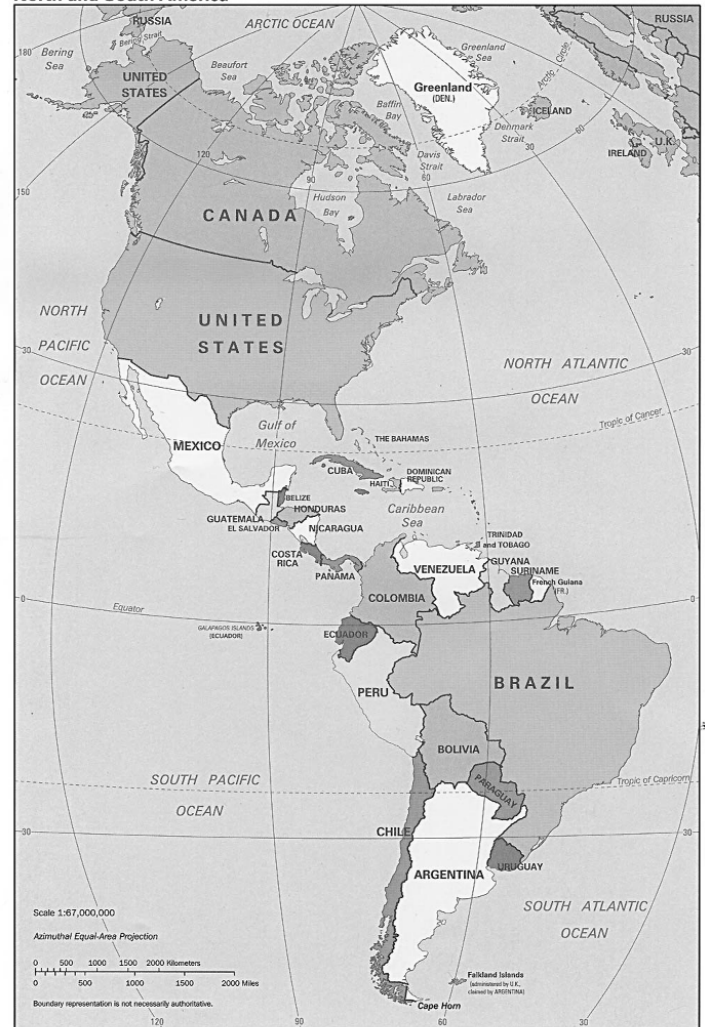 North and South America
RUSSIA
ARCTIC OCEAN
RUSSIA
Bering Strait
180
Bering
Sea
Beaufort
Sea
Greenland
Sea
Arctic Circle
UNITED
STATES
Greenland
(DEN.)
Baffin
Bay
ICELAND
Denmark
Strait
U.K.
IRELAND
150
120
90
Davis
Strait
60
30
60
Hudson
Bay
Labrador
Sea
CANADA
NORTH
PACIFIC
OCEAN
UNITED
STATES
30
30
NORTH ATLANTIC
OCEAN
Tropic of Cancer
Gulf of
Mexico
THE BAHAMAS
MEXICO
CUBA
DOMINICAN
REPUBLIC
HAITI
BELIZE
HONDURAS
Caribbean
Sea
GUATEMALA
EL SALVADOR
NICARAGUA
TRINIDAD
and TOBAGO
COSTA
RICA
PANAMA
VENEZUELA
GUYANA
SURINAME
French Guiana
(FR.)
COLOMBIA
0
0
Equator
GALAPAGOS ISLANDS
(ECUADOR)
ECUADOR
PERU
BRAZIL
BOLIVIA
SOUTH PACIFIC
OCEAN
PARAGUAY
Tropic of Capricorn
30
30
CHILE
ARGENTINA
URUGUAY
SOUTH ATLANTIC
OCEAN
Scale 1:67,000,000
Azimuthal Equal-Area Projection
0 500 1000 1500 2000 Kilometers
0 500 1000 1500 2000 Miles
Boundary representation is not necessarily authoritative.
Falkland Islands
(administered by U.K.,
claimed by ARGENTINA)
Cape Horn
120
90
60
30